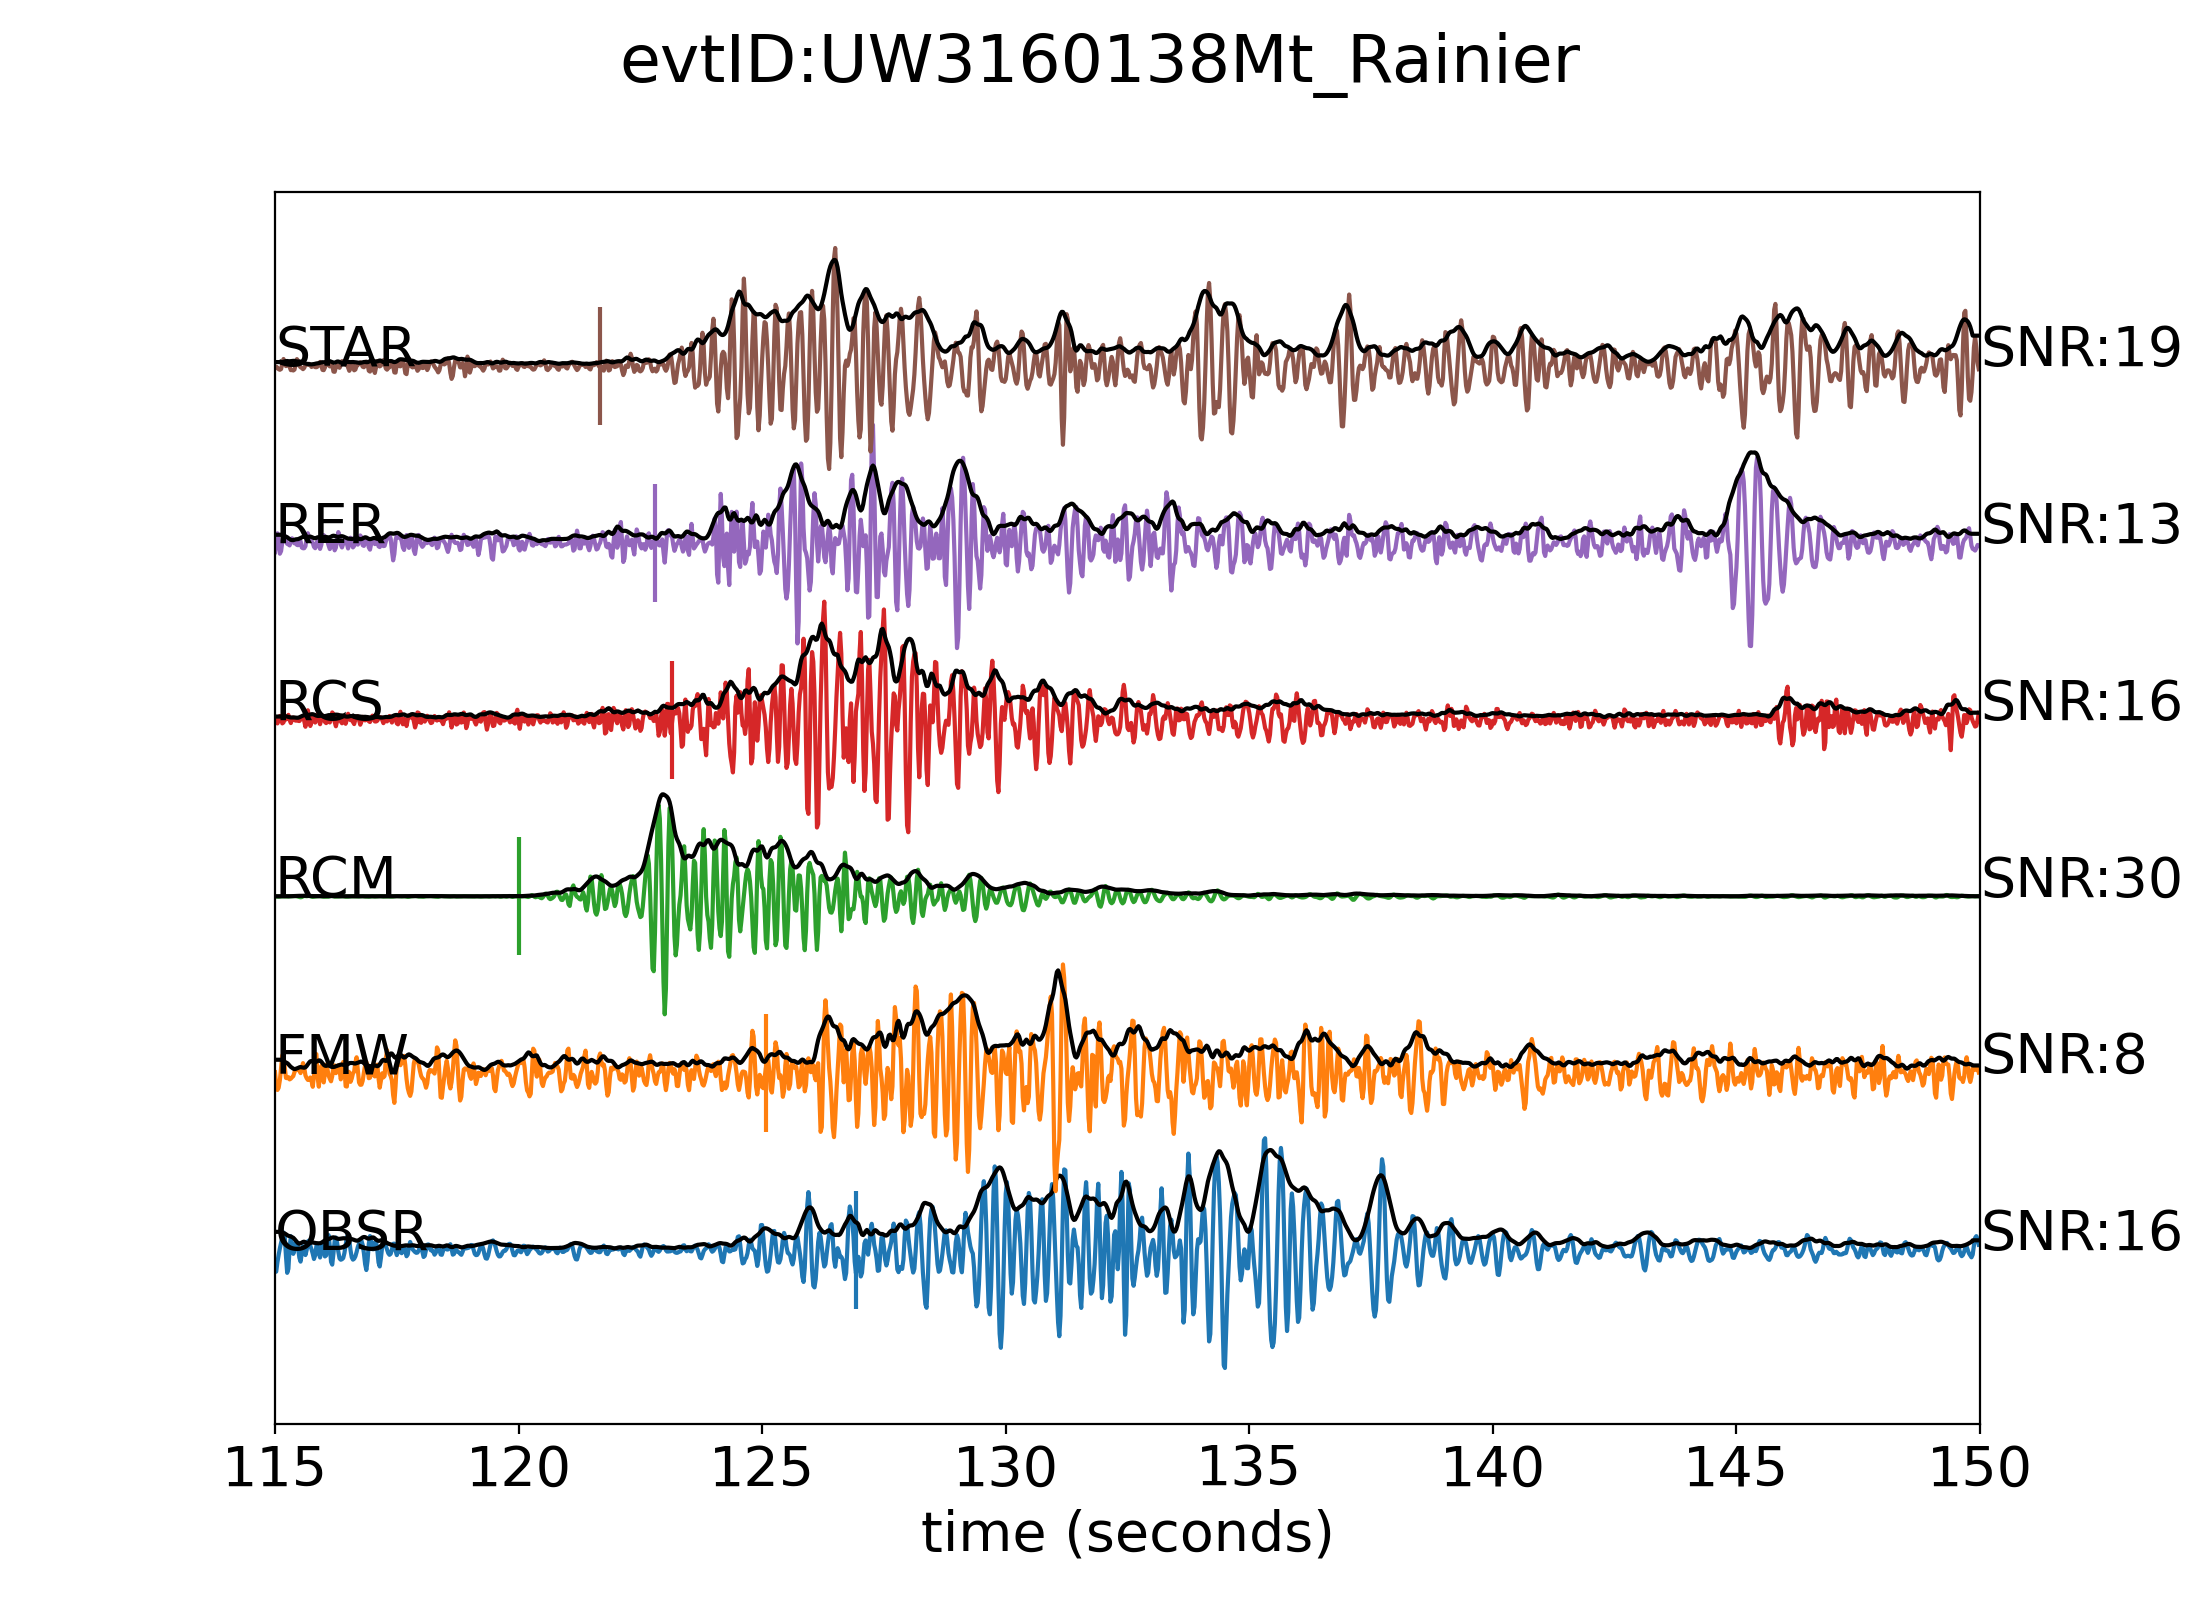 evtID:UW3160138Mt_Rainier
STAR SNR:19
RER SNR:13
RCS SNR:16
RCM SNR:30
FMW SNR:8
OBSR SNR:16
115 120 125 130 135 140 145 150
time (seconds)